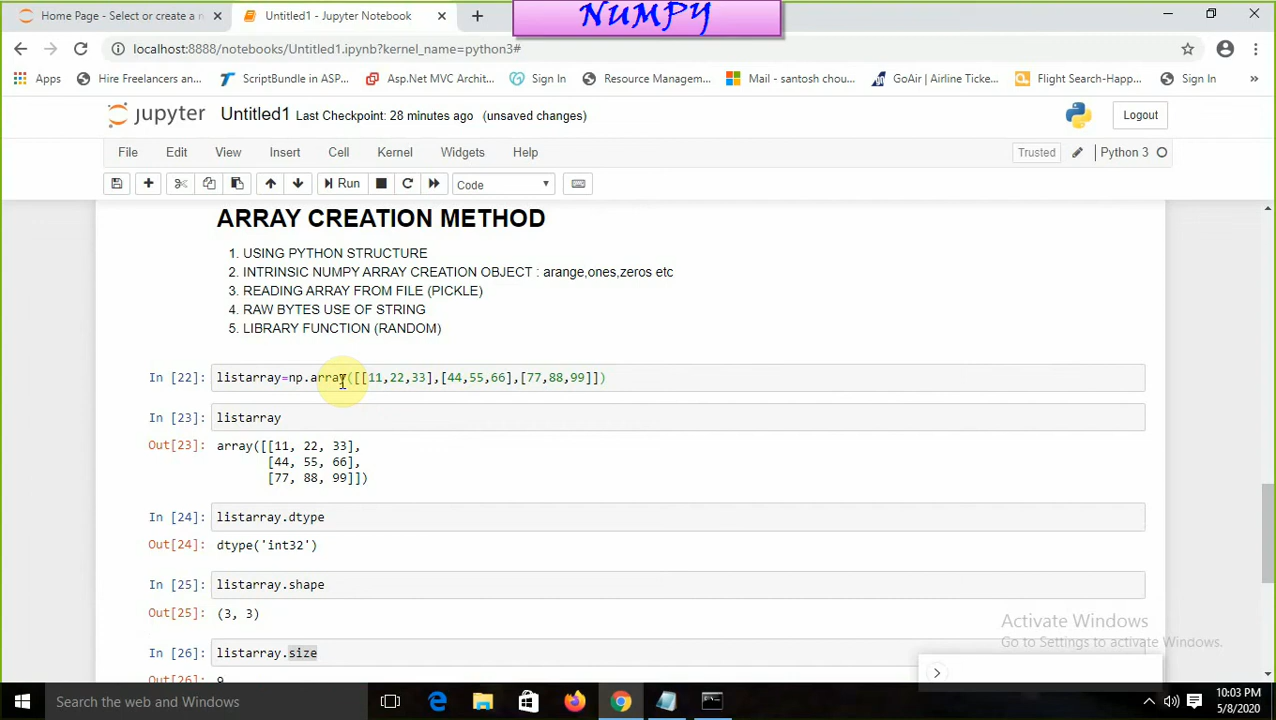 NUMPY
Home Page - Select or create a n
Untitled1 - Jupyter Notebook
localhost:8888/notebooks/Untitled1.ipynb?kernel_name=python3#
Apps
Hire Freelancers an...
ScriptBundle in ASP...
Asp.Net MVC Archit...
Sign In
Resource Managem...
Mail - santosh chou...
GoAir | Airline Ticke...
Flight Search-Happ...
Sign In
»
jupyter Untitled1 Last Checkpoint: 28 minutes ago (unsaved changes)
Logout
File Edit View Insert Cell Kernel Widgets Help
Trusted
Python 3
Run
Code
ARRAY CREATION METHOD
1. USING PYTHON STRUCTURE
2. INTRINSIC NUMPY ARRAY CREATION OBJECT : arange,ones,zeros etc
3. READING ARRAY FROM FILE (PICKLE)
4. RAW BYTES USE OF STRING
5. LIBRARY FUNCTION (RANDOM)
In [22]: listarray=np.array([[11,22,33],[44,55,66],[77,88,99]])
In [23]: listarray
Out[23]: array([[11, 22, 33],
[44, 55, 66],
[77, 88, 99]])
In [24]: listarray.dtype
Out[24]: dtype('int32')
In [25]: listarray.shape
Out[25]: (3, 3)
Activate Windows
Go to Settings to activate Windows.
In [26]: listarray.size
Out[26]: 9
Search the web and Windows
10:03 PM
5/8/2020